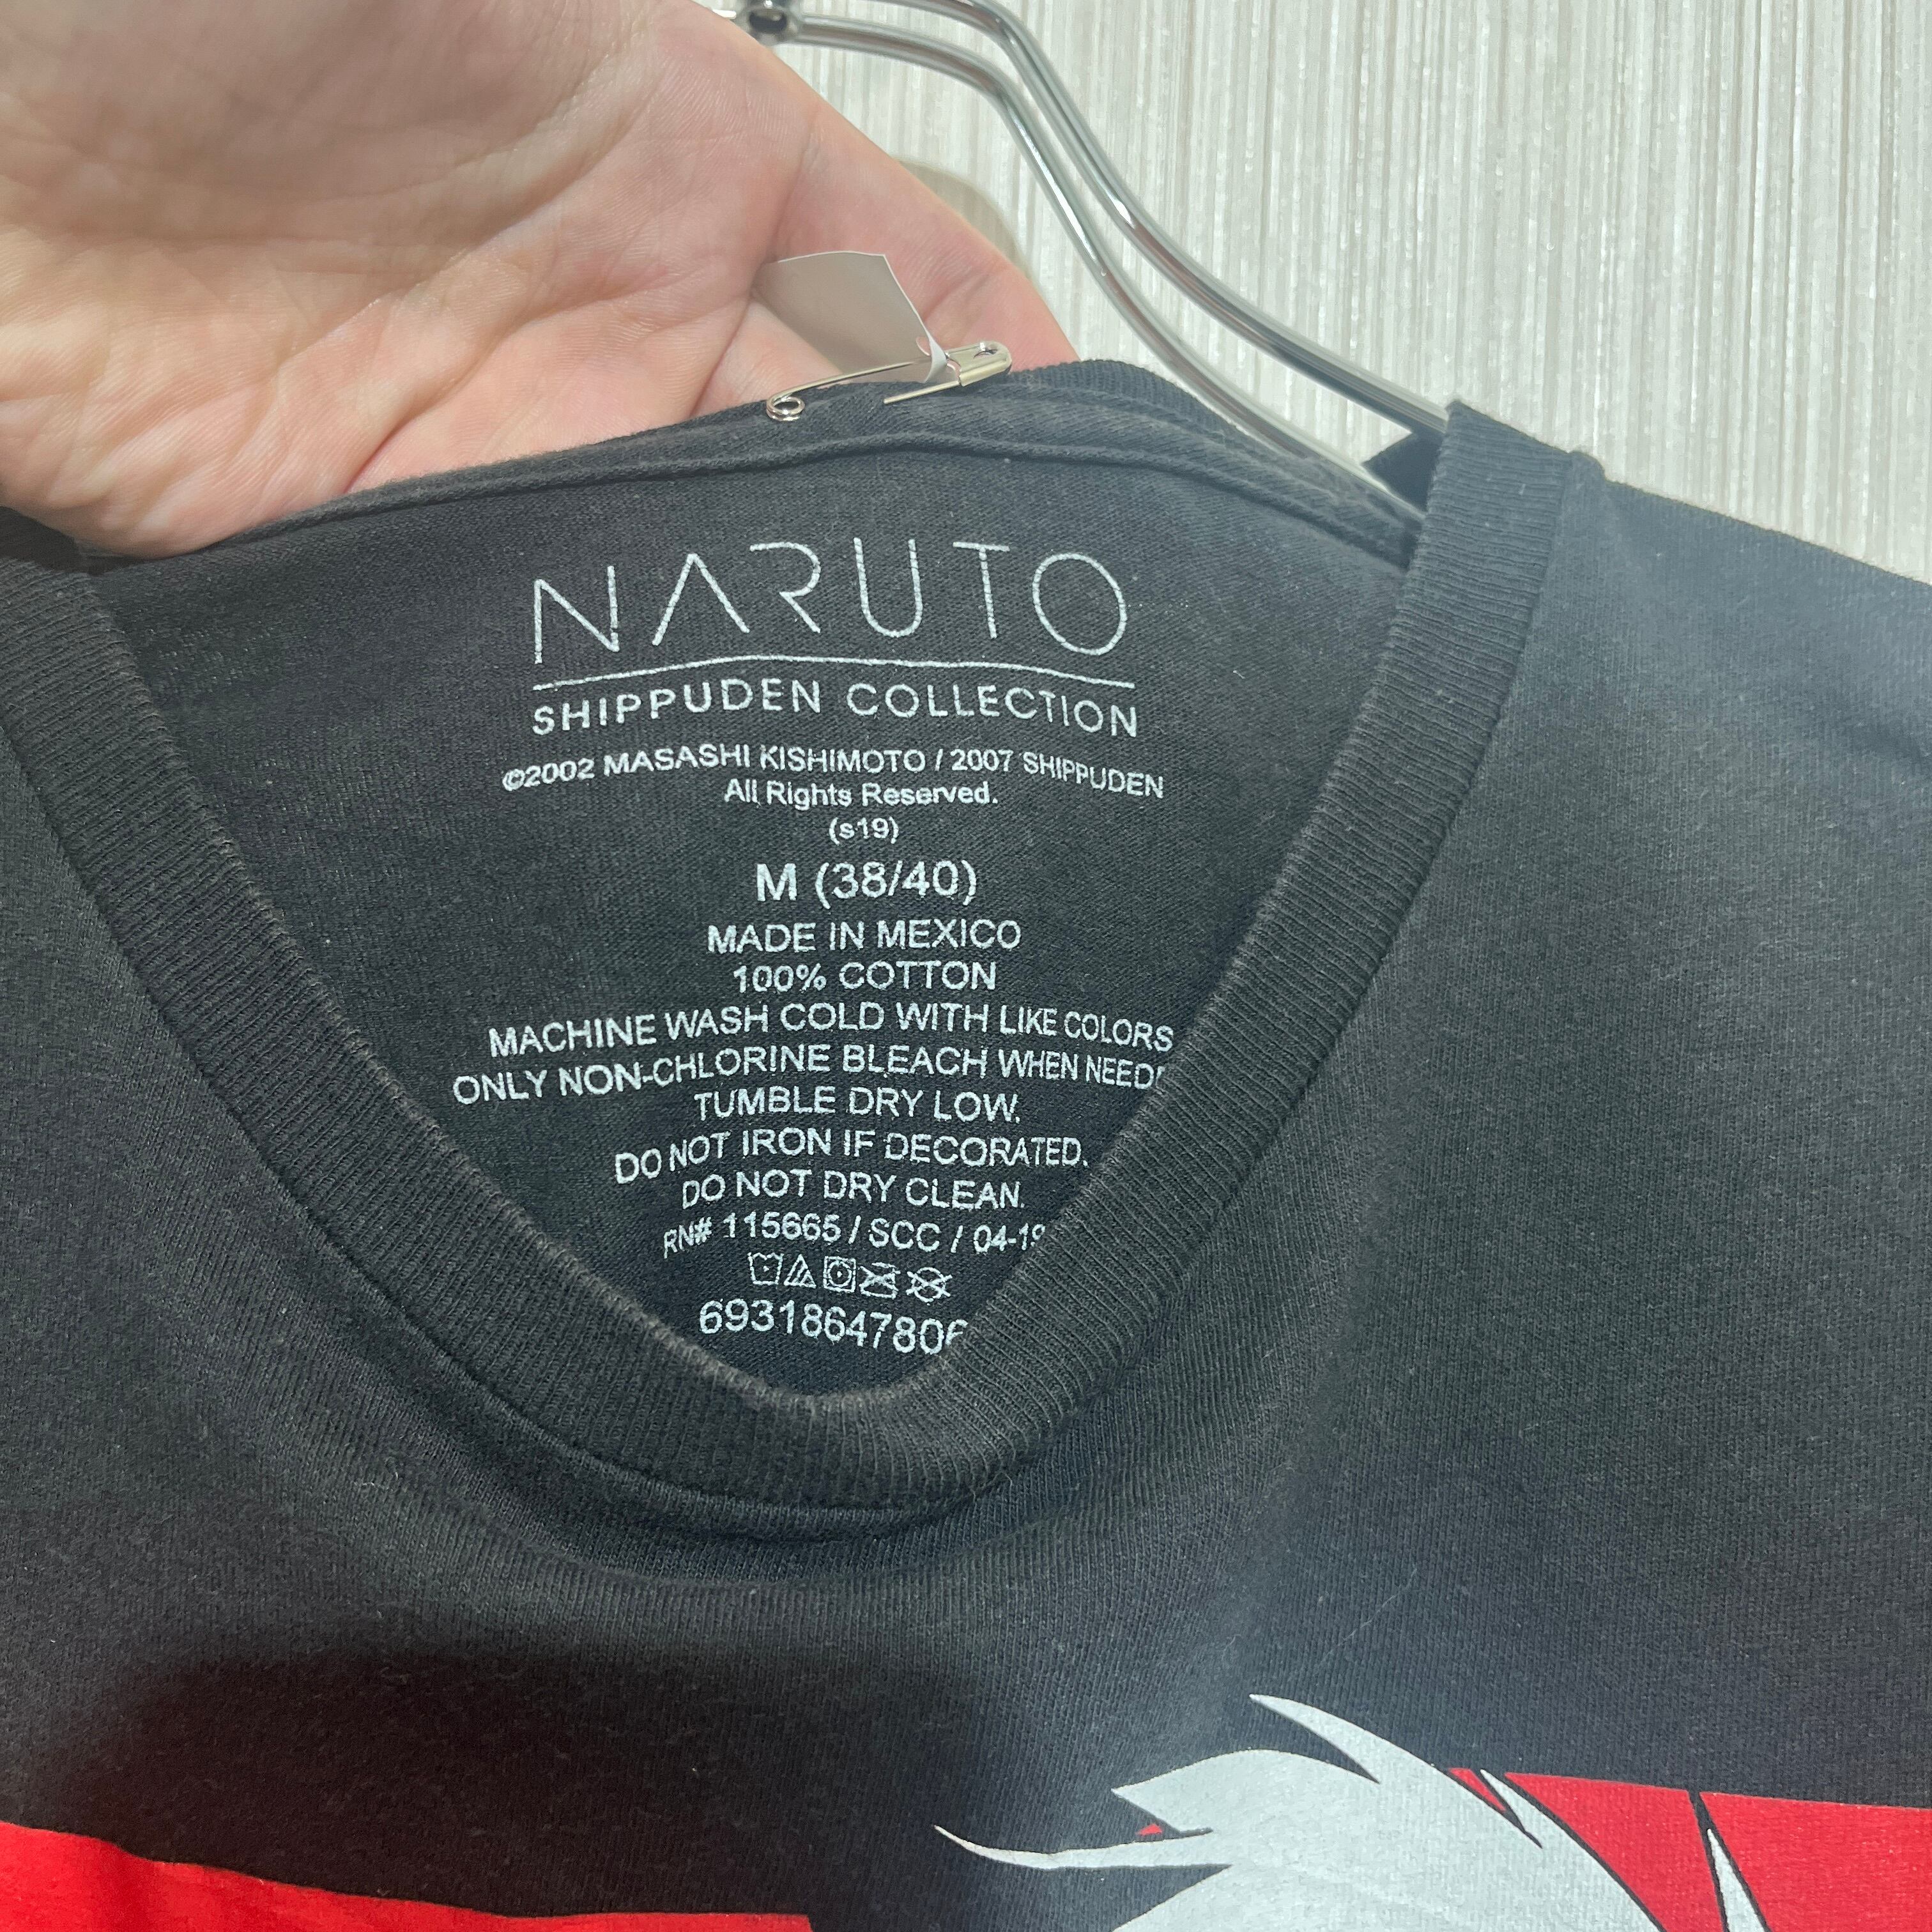 NARUTO
SHIPPUDEN COLLECTION
©2002 MASASHI KISHIMOTO / 2007 SHIPPUDEN
All Rights Reserved.
(s19)
M (38/40)
MADE IN MEXICO
100% COTTON
MACHINE WASH COLD WITH LIKE COLORS
ONLY NON-CHLORINE BLEACH WHEN
TUMBLE DRY LOW.
DO NOT IRON IF DECORATED.
DO NOT DRY CLEAN.
RN# 115665 / SCC / 04-19